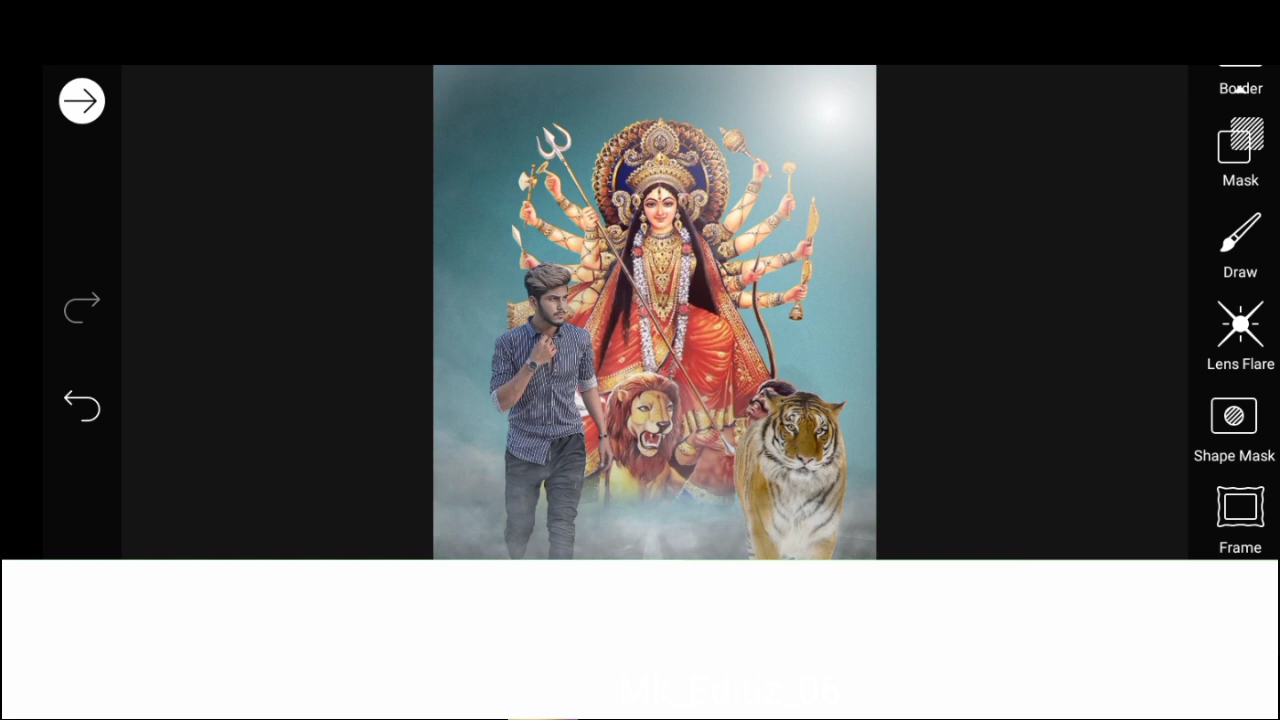 Border
Mask
Draw
Lens Flare
Shape Mask
Frame